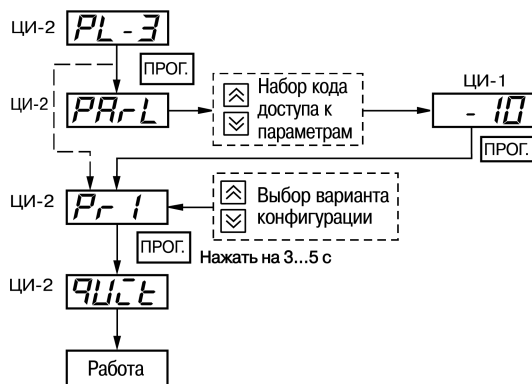 ЦИ-2 PL-3
ПРОГ.
ЦИ-2 PArL
Набор кода
доступа к
параметрам
ЦИ-1
- 10
ПРОГ.
ЦИ-2 Pr 1
Выбор варианта
конфигурации
ПРОГ.
Нажать на 3...5 с
ЦИ-2 qUCt
Работа